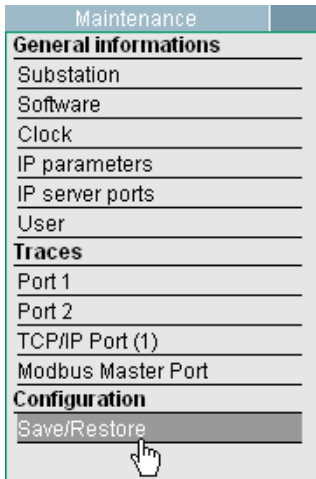 Maintenance
General informations
Substation
Software
Clock
IP parameters
IP server ports
User
Traces
Port 1
Port 2
TCP/IP Port (1)
Modbus Master Port
Configuration
Save/Restore